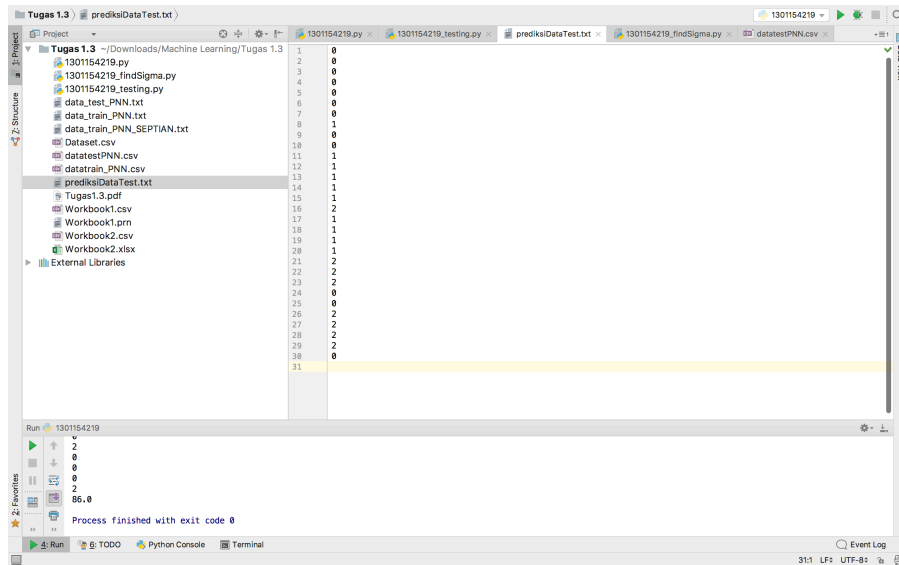 Tugas 1.3 prediksiDataTest.txt
1301154219
Project
1301154219.py
1301154219_testing.py
prediksiDataTest.txt
1301154219_findSigma.py
datatestPNN.csv
1: Project
Z: Structure
2: Favorites
Tugas 1.3 ~/Downloads/Machine Learning/Tugas 1.3
1301154219.py
1301154219_findSigma.py
1301154219_testing.py
data_test_PNN.txt
data_train_PNN.txt
data_train_PNN_SEPTIAN.txt
Dataset.csv
datatestPNN.csv
datatrain_PNN.csv
prediksiDataTest.txt
Tugas1.3.pdf
Workbook1.csv
Workbook1.prn
Workbook2.csv
Workbook2.xlsx
External Libraries
1 0
2 0
3 0
4 0
5 0
6 0
7 0
8 1
9 0
10 0
11 1
12 1
13 1
14 1
15 1
16 2
17 1
18 1
19 1
20 1
21 2
22 2
23 2
24 0
25 0
26 2
27 2
28 2
29 2
30 0
31
Run 1301154219
0
2
0
0
0
2
86.0
Process finished with exit code 0
4: Run
6: TODO
Python Console
Terminal
Event Log
31:1 LF UTF-8